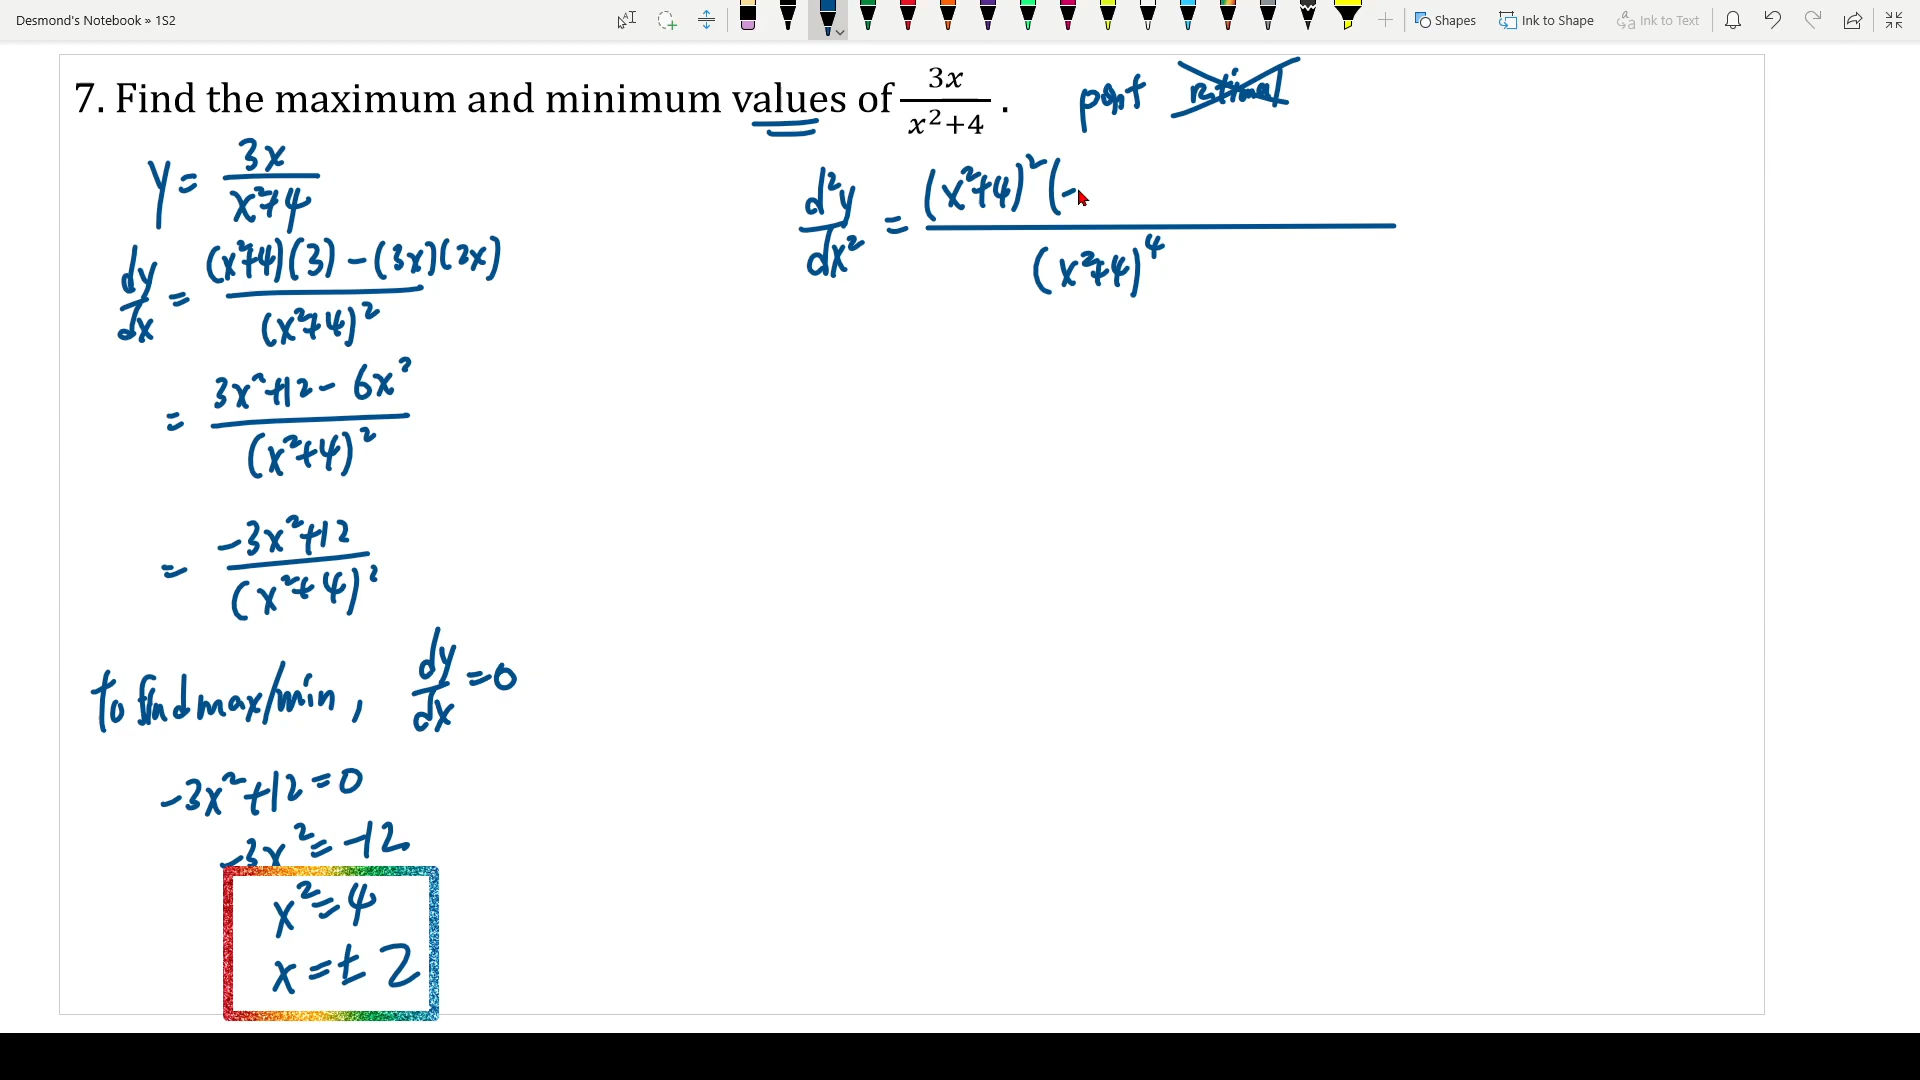 Desmond's Notebook » 1S2
Shapes
Ink to Shape
Ink to Text
7. Find the maximum and minimum values of 3x/(x²+4) .
point
y = 3x/(x²+4)
dy/dx = ((x²+4)(3) - (3x)(2x))/(x²+4)²
= (3x²+12 - 6x²)/(x²+4)²
= (-3x²+12)/(x²+4)²
to find max/min, dy/dx = 0
-3x²+12 = 0
-3x² = -12
x² = 4
x = ± 2
d²y/dx² = ((x²+4)²(-)/(x²+4)⁴